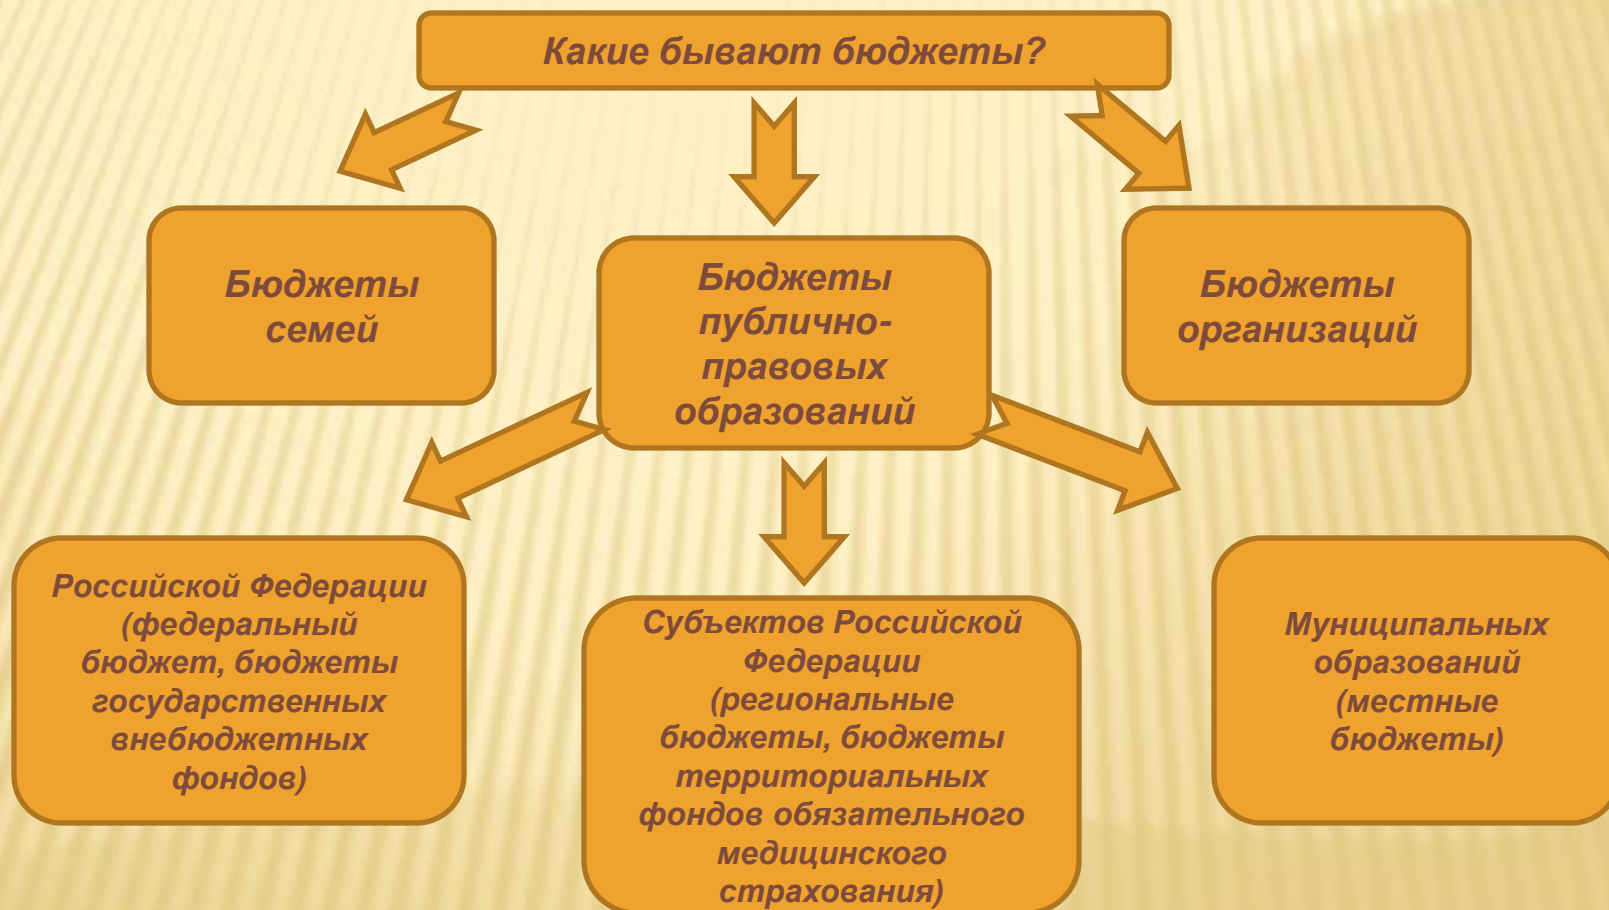 Какие бывают бюджеты?
Бюджеты
семей
Бюджеты
публично-
правовых
образований
Бюджеты
организаций
Российской Федерации
(федеральный
бюджет, бюджеты
государственных
внебюджетных
фондов)
Субъектов Российской
Федерации
(региональные
бюджеты, бюджеты
территориальных
фондов обязательного
медицинского
страхования)
Муниципальных
образований
(местные
бюджеты)